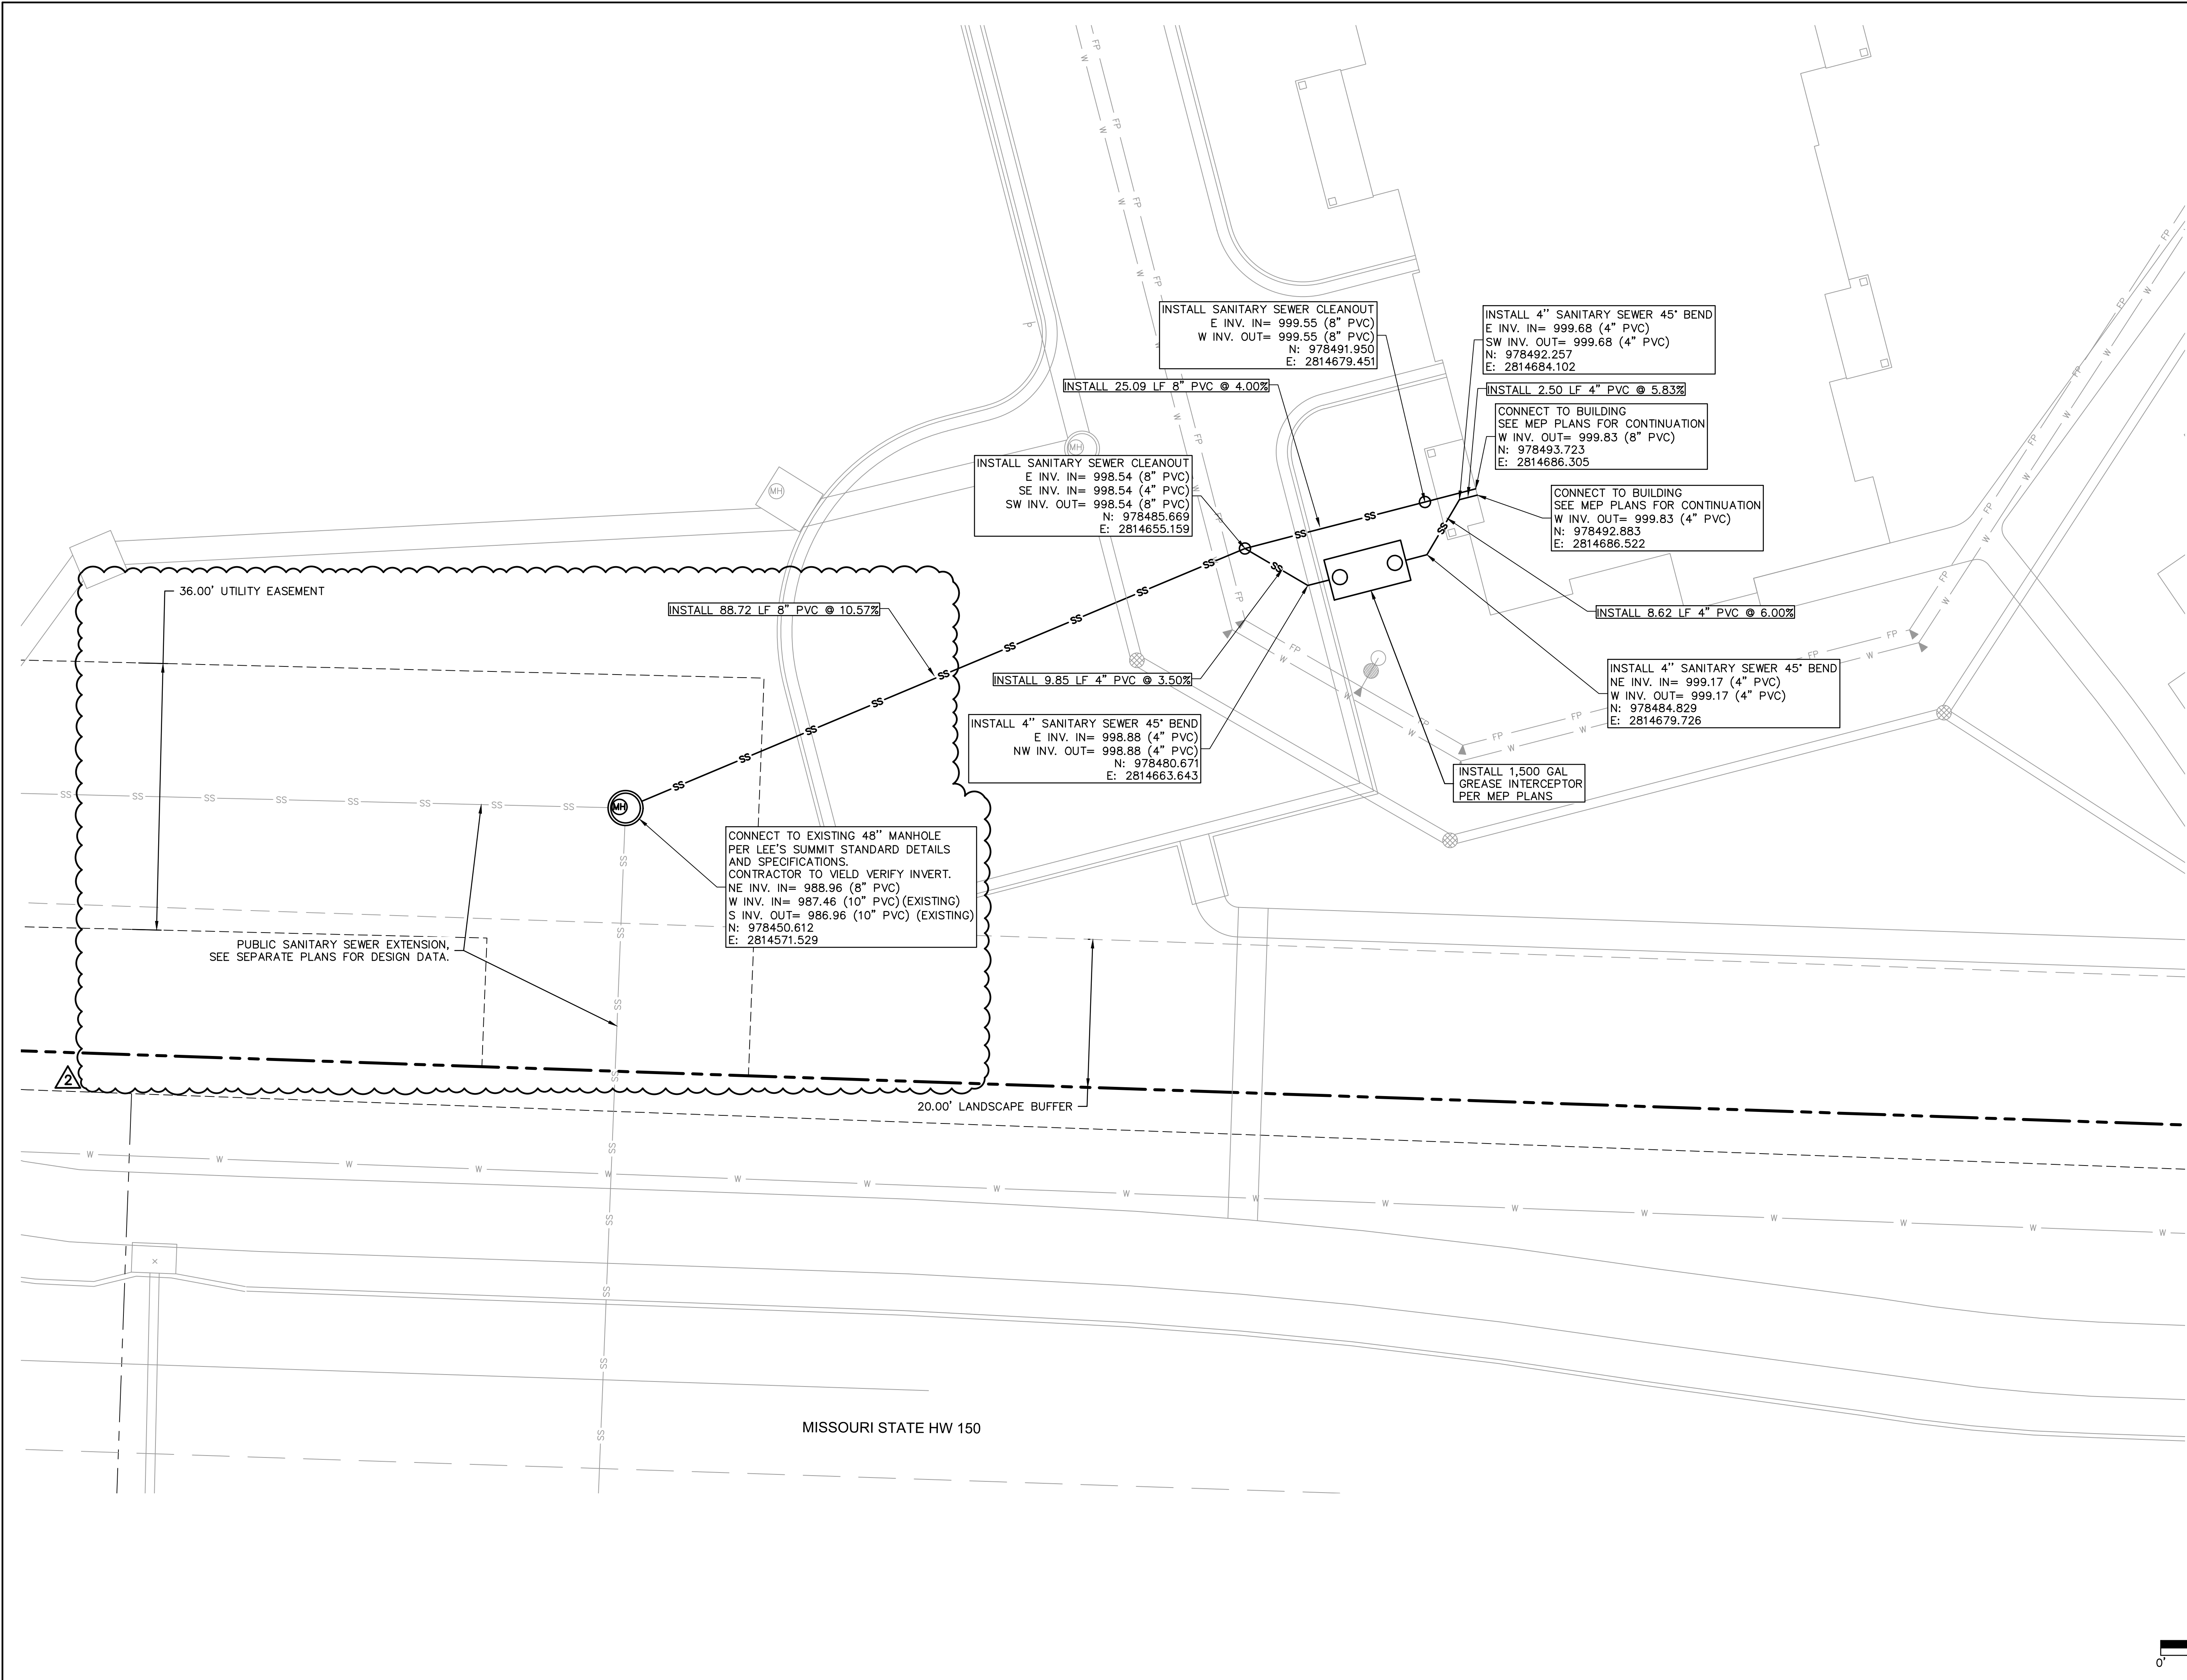 INSTALL SANITARY SEWER CLEANOUT
E INV. IN= 999.55 (8" PVC)
W INV. OUT= 999.55 (8" PVC)
N: 978491.950
E: 2814679.451
INSTALL 4'' SANITARY SEWER 45° BEND
E INV. IN= 999.68 (4" PVC)
SW INV. OUT= 999.68 (4" PVC)
N: 978492.257
E: 2814684.102
INSTALL 25.09 LF 8" PVC @ 4.00%
INSTALL 2.50 LF 4" PVC @ 5.83%
CONNECT TO BUILDING
SEE MEP PLANS FOR CONTINUATION
W INV. OUT= 999.83 (8" PVC)
N: 978493.723
E: 2814686.305
INSTALL SANITARY SEWER CLEANOUT
E INV. IN= 998.54 (8" PVC)
SE INV. IN= 998.54 (4" PVC)
SW INV. OUT= 998.54 (8" PVC)
N: 978485.669
E: 2814655.159
CONNECT TO BUILDING
SEE MEP PLANS FOR CONTINUATION
W INV. OUT= 999.83 (4" PVC)
N: 978492.883
E: 2814686.522
36.00' UTILITY EASEMENT
INSTALL 88.72 LF 8" PVC @ 10.57%
INSTALL 8.62 LF 4" PVC @ 6.00%
INSTALL 9.85 LF 4" PVC @ 3.50%
INSTALL 4'' SANITARY SEWER 45° BEND
NE INV. IN= 999.17 (4" PVC)
W INV. OUT= 999.17 (4" PVC)
N: 978484.829
E: 2814679.726
INSTALL 4'' SANITARY SEWER 45° BEND
E INV. IN= 998.88 (4" PVC)
NW INV. OUT= 998.88 (4" PVC)
N: 978480.671
E: 2814663.643
INSTALL 1,500 GAL
GREASE INTERCEPTOR
PER MEP PLANS
MH
MH
MH
CONNECT TO EXISTING 48'' MANHOLE
PER LEE'S SUMMIT STANDARD DETAILS
AND SPECIFICATIONS.
CONTRACTOR TO VIELD VERIFY INVERT.
NE INV. IN= 988.96 (8" PVC)
W INV. IN= 987.46 (10" PVC) (EXISTING)
S INV. OUT= 986.96 (10" PVC) (EXISTING)
N: 978450.612
E: 2814571.529
PUBLIC SANITARY SEWER EXTENSION,
SEE SEPARATE PLANS FOR DESIGN DATA.
2
20.00' LANDSCAPE BUFFER
MISSOURI STATE HW 150
0'